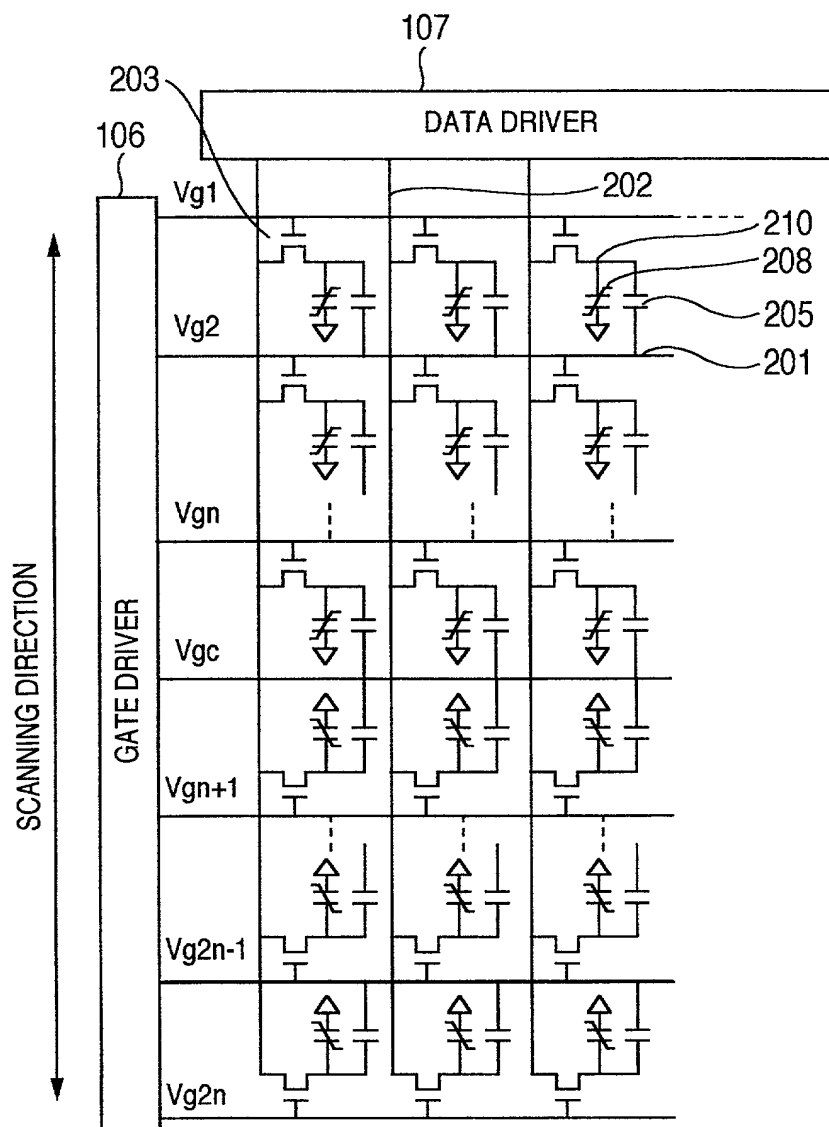 107
203
DATA DRIVER
106
Vg1
202
210
208
Vg2
205
201
Vgn
SCANNING DIRECTION
GATE DRIVER
Vgc
Vgn+1
Vg2n-1
Vg2n